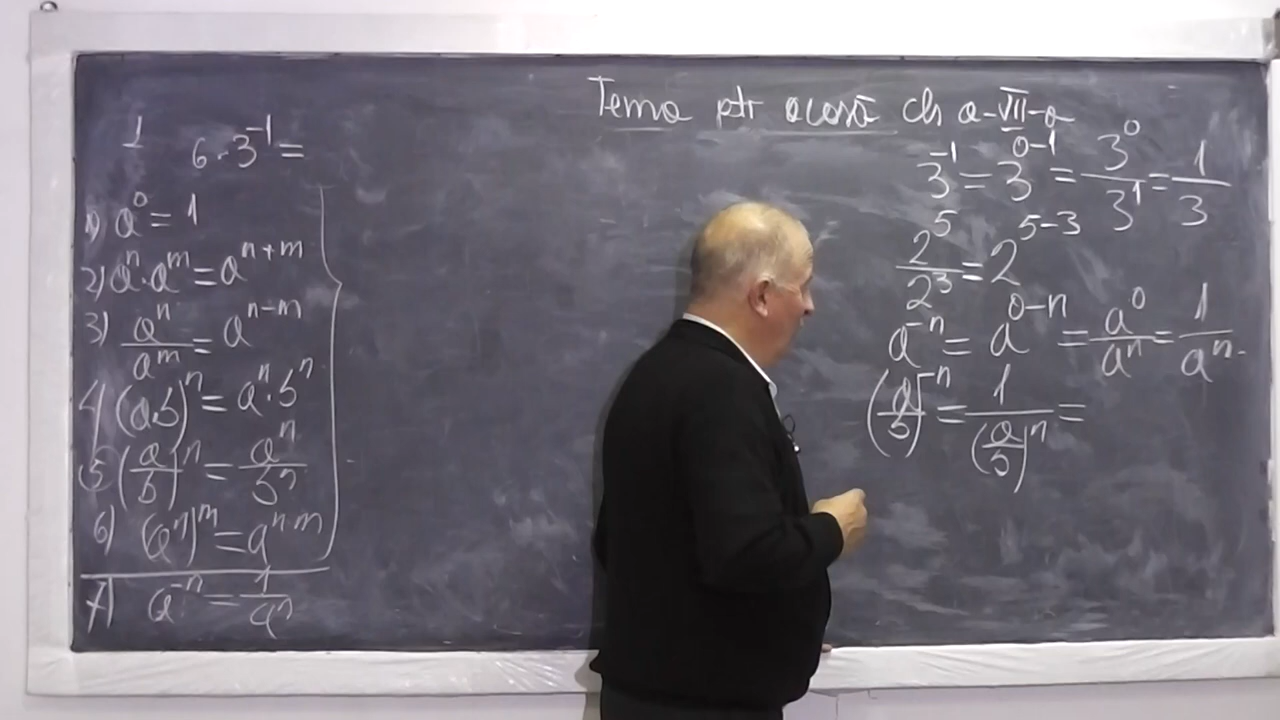 Tema ptr acasă cls a-VII-a
1 6·3⁻¹ =
1) a⁰ = 1
2) aⁿ·aᵐ = aⁿ⁺ᵐ
3) aⁿ/aᵐ = aⁿ⁻ᵐ
4) (a·b)ⁿ = aⁿ·bⁿ
5) (a/b)ⁿ = aⁿ/bⁿ
6) (aⁿ)ᵐ = aⁿ·ᵐ
7) a⁻ⁿ = 1/aⁿ
3⁻¹ = 3⁰⁻¹ = 3⁰/3¹ = 1/3
2⁵/2³ = 2⁵⁻³
a⁻ⁿ = a⁰⁻ⁿ = a⁰/aⁿ = 1/aⁿ.
(a/b)⁻ⁿ = 1/(a/b)ⁿ =